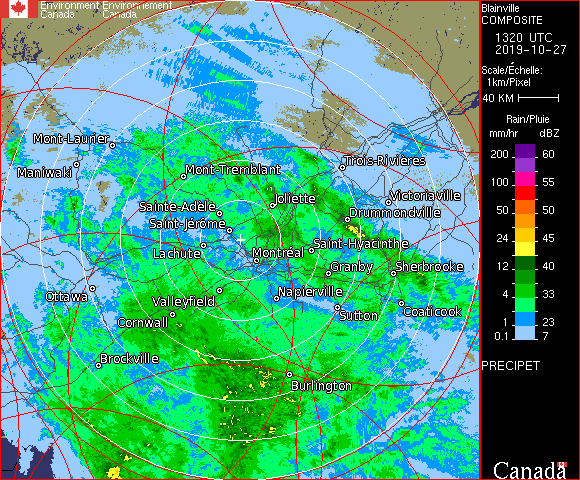 Environment Environnement
Canada Canada
Blainville
COMPOSITE
1320 UTC
2019-10-27
Scale/Échelle:
1km/Pixel
40 KM
Rain/Pluie
mm/hr dBZ
200 60
100 55
50 50
24 45
12 40
4 33
1 23
0.1 7
PRECIPET
Canada
Mont-Laurier
Maniwaki
Mont-Tremblant
Trois-Rivières
Sainte-Adèle
Joliette
Victoriaville
Drummondville
Saint-Jérôme
Lachute
Montréal
Saint-Hyacinthe
Granby
Sherbrooke
Ottawa
Valleyfield
Napierville
Coaticook
Cornwall
Sutton
Brockville
Burlington